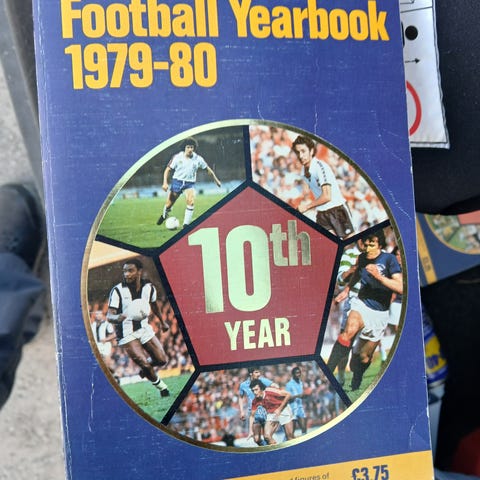 Football Yearbook
1979-80
10th
YEAR
figures of
£3.75